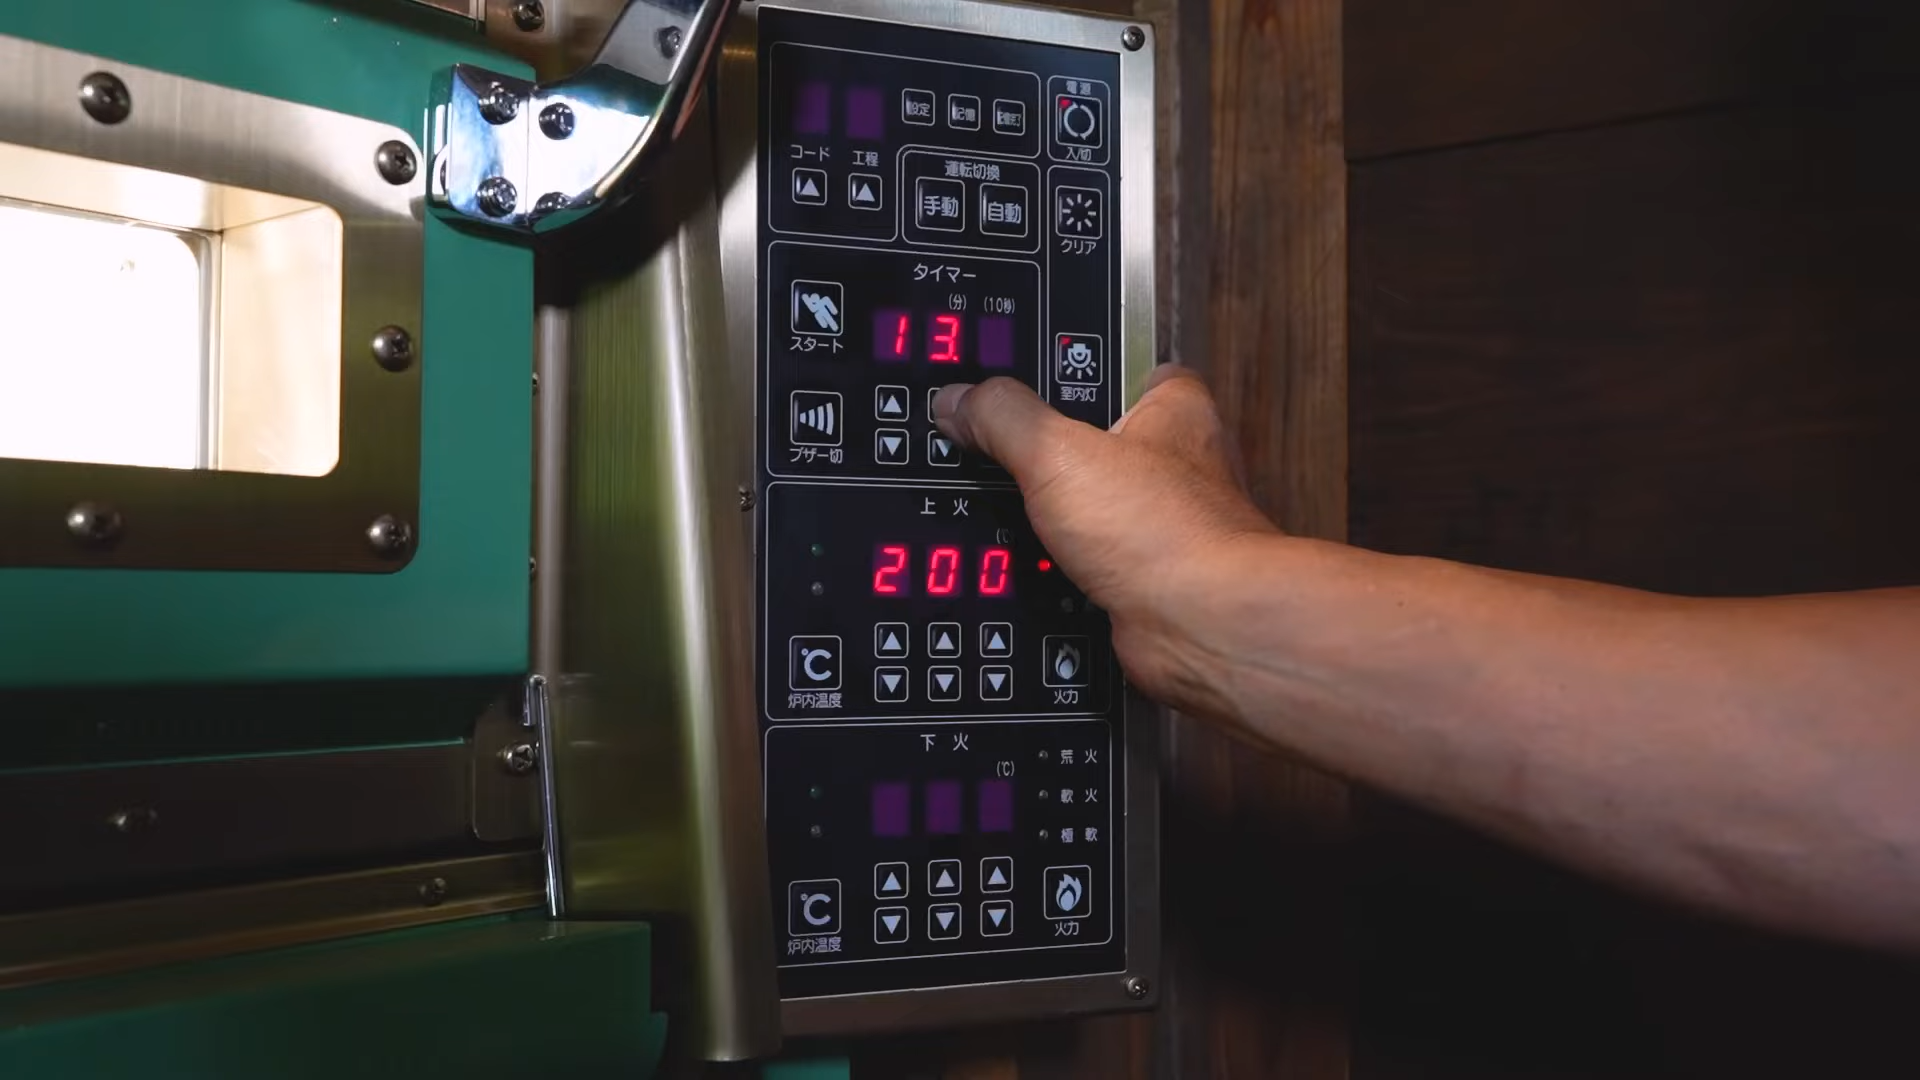 電源
入/切
設定
記憶
コード
工程
運転切換
手動
自動
クリア
タイマー
(分)
(10秒)
スタート
13.
室内灯
ブザー切
上火
200
炉内温度
火力
下火
(℃)
荒火
軟火
極軟
℃
炉内温度
火力